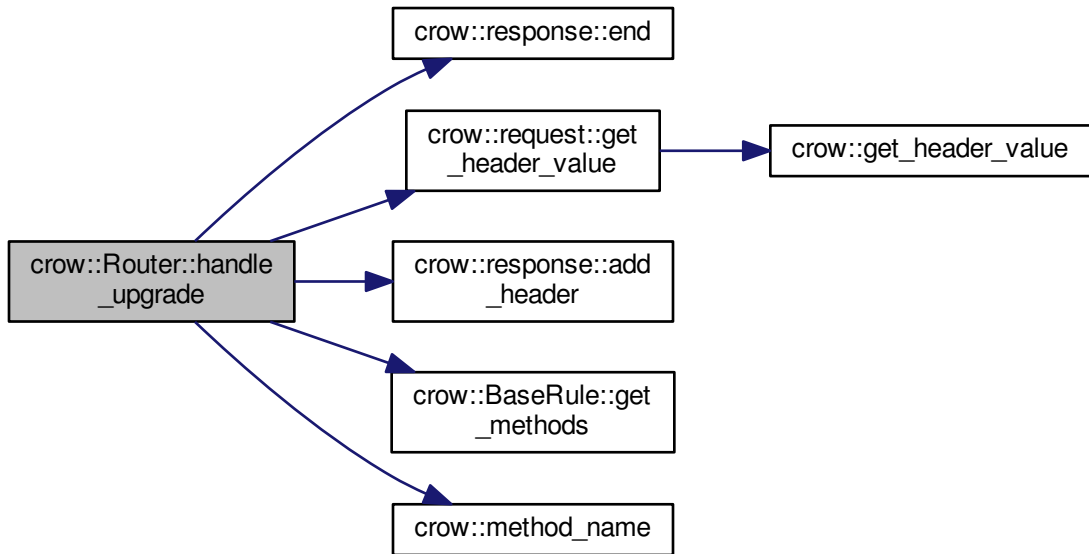 crow::response::end
crow::request::get
_header_value
crow::get_header_value
crow::Router::handle
_upgrade
crow::response::add
_header
crow::BaseRule::get
_methods
crow::method_name